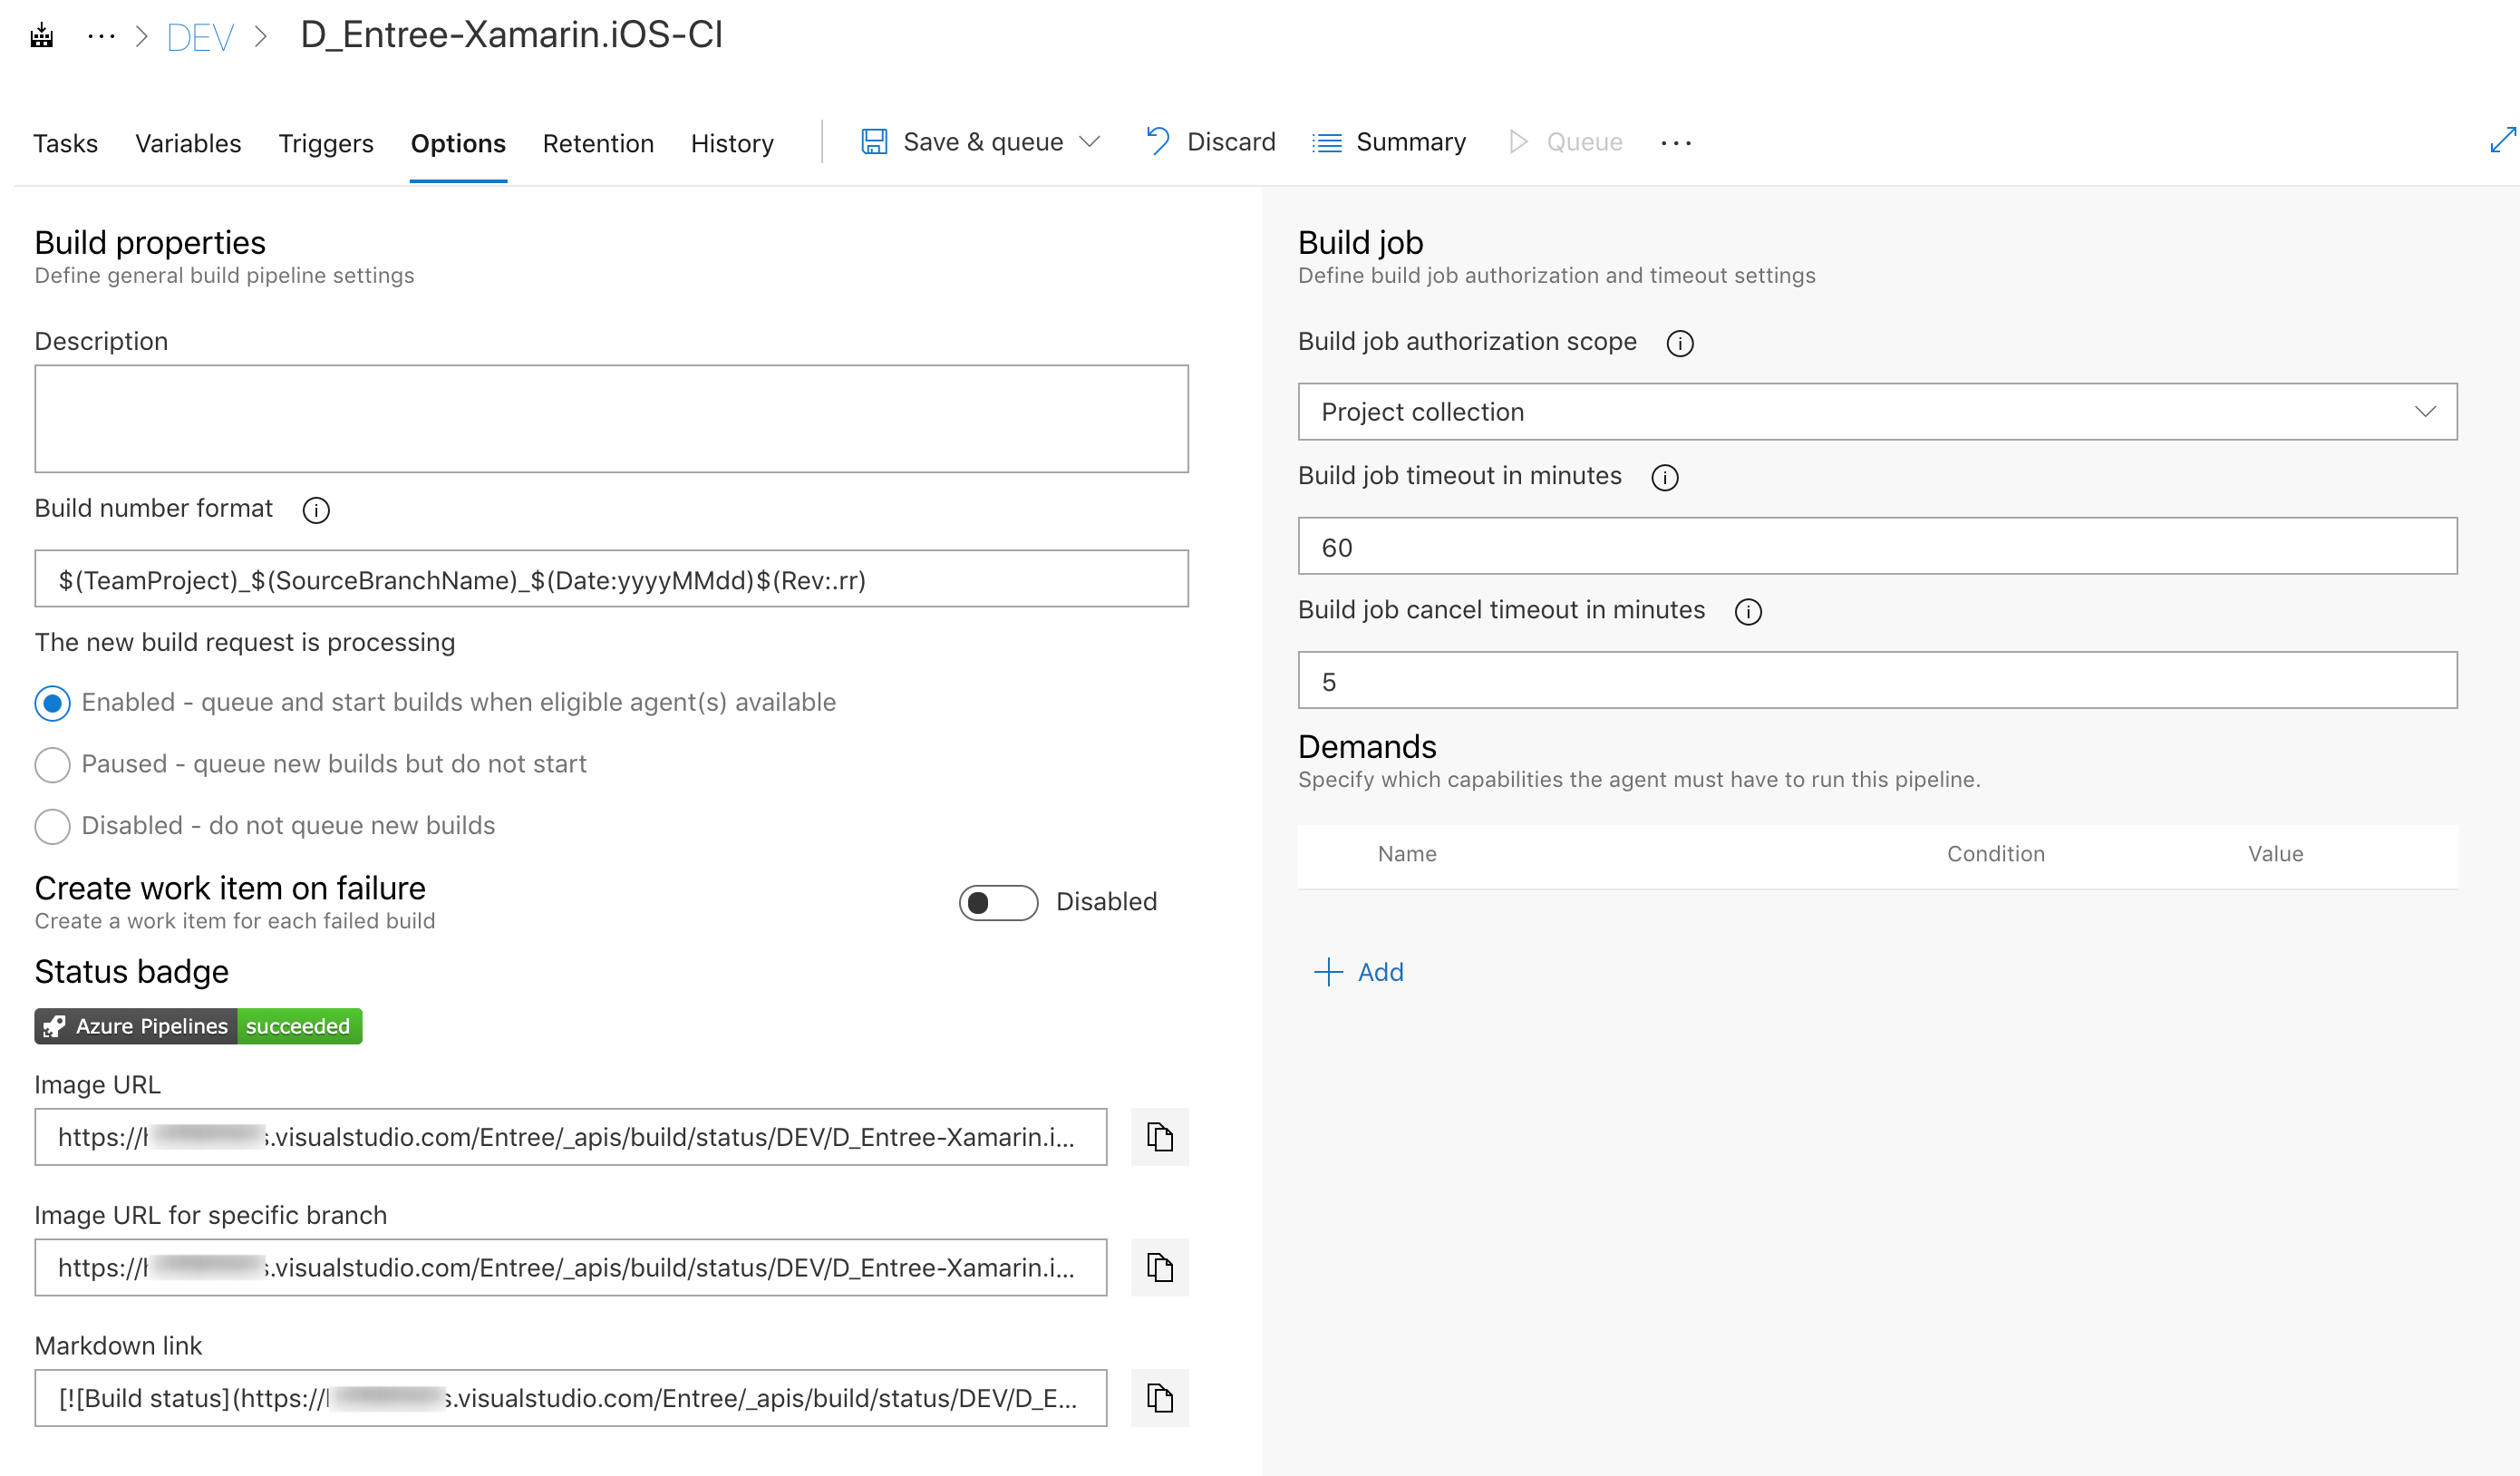 ··· > DEV > D_Entree-Xamarin.iOS-CI
Tasks Variables Triggers Options Retention History Save & queue Discard Summary Queue ···
Build properties
Define general build pipeline settings
Description
Build number format
$(TeamProject)_$(SourceBranchName)_$(Date:yyyyMMdd)$(Rev:.rr)
The new build request is processing
Enabled - queue and start builds when eligible agent(s) available
Paused - queue new builds but do not start
Disabled - do not queue new builds
Create work item on failure
Create a work item for each failed build
Disabled
Status badge
Azure Pipelines succeeded
Image URL
https:// .visualstudio.com/Entree/_apis/build/status/DEV/D_Entree-Xamarin.i...
Image URL for specific branch
https:// .visualstudio.com/Entree/_apis/build/status/DEV/D_Entree-Xamarin.i...
Markdown link
[![Build status](https:// .visualstudio.com/Entree/_apis/build/status/DEV/D_E...
Build job
Define build job authorization and timeout settings
Build job authorization scope
Project collection
Build job timeout in minutes
60
Build job cancel timeout in minutes
5
Demands
Specify which capabilities the agent must have to run this pipeline.
Name Condition Value
+ Add